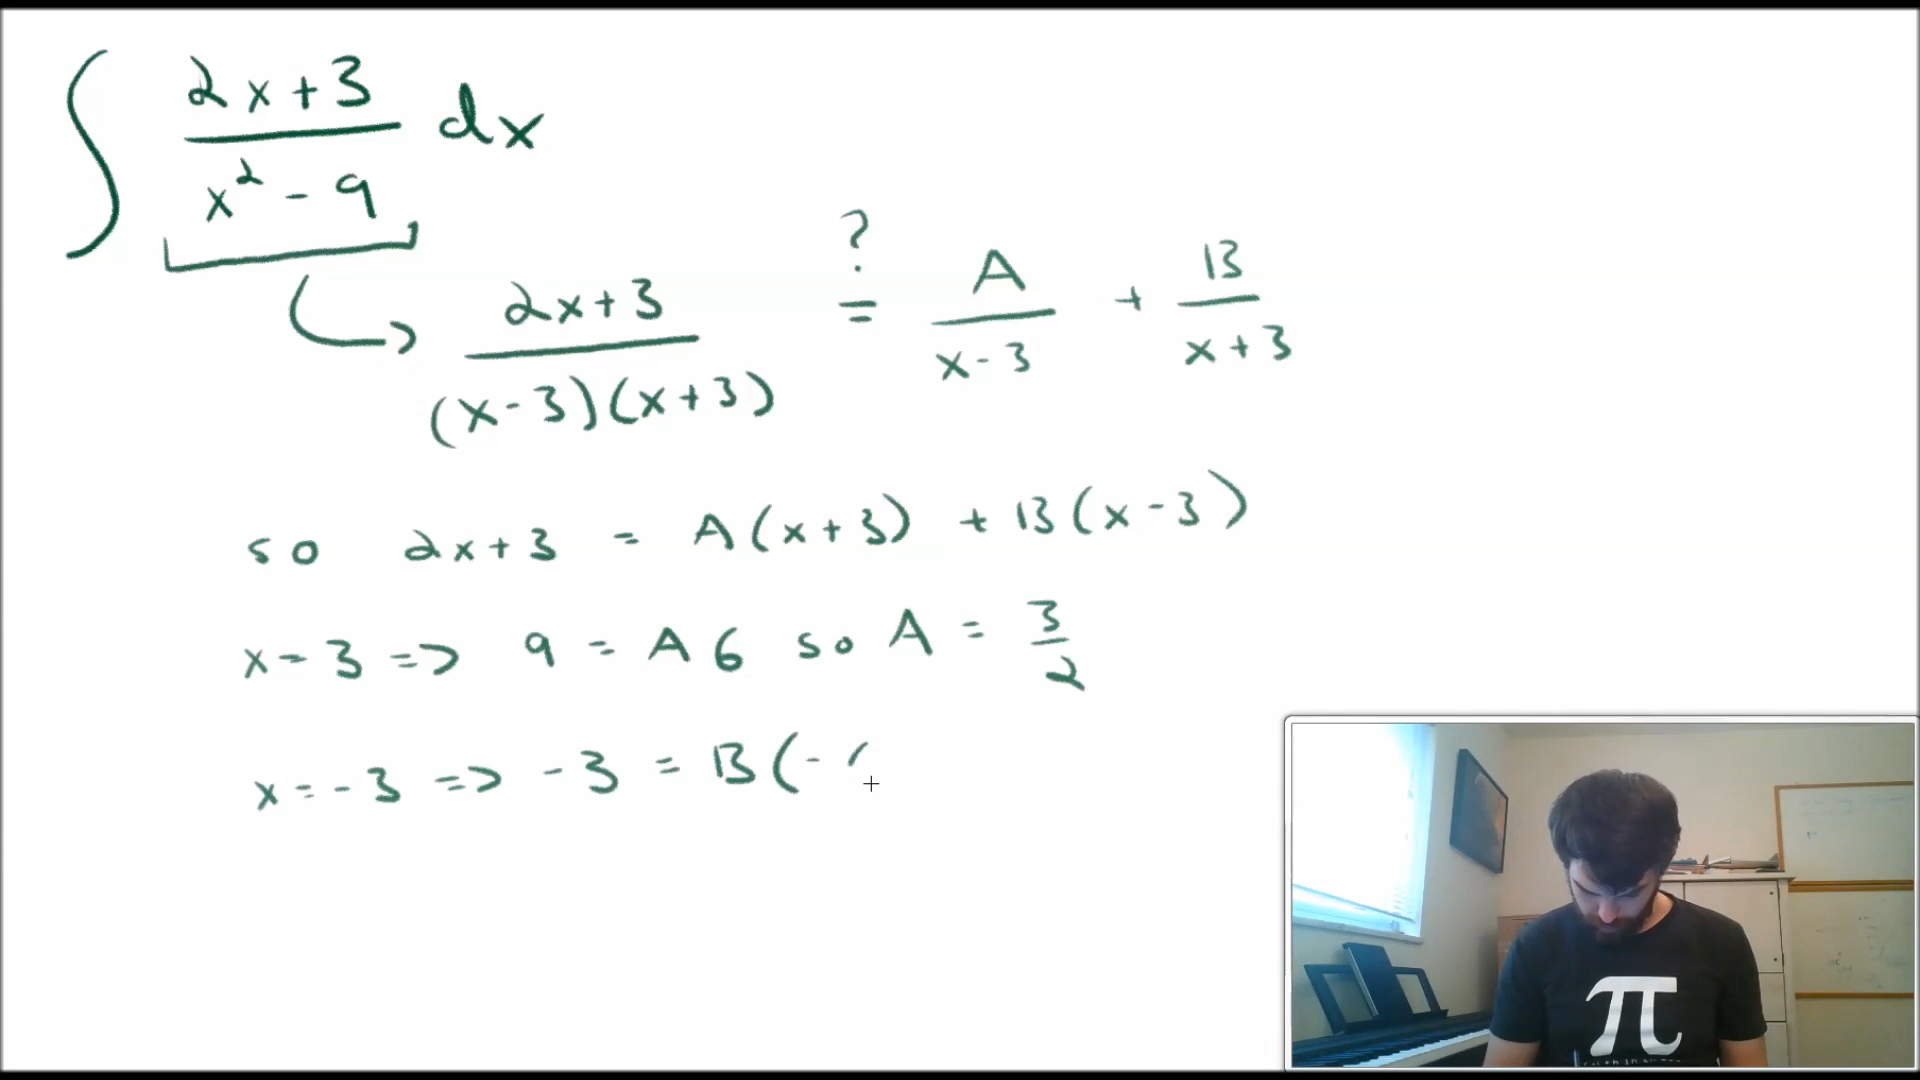 ∫ (2x+3)/(x² - 9) dx
(2x+3)/((x-3)(x+3)) ?= A/(x-3) + B/(x+3)
so 2x+3 = A(x+3) + B(x-3)
x = 3 => 9 = A 6 so A = 3/2
x = -3 => -3 = B(-
π